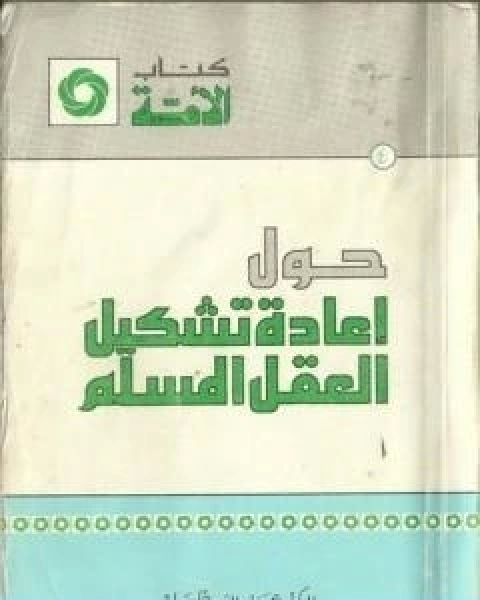 كتاب
الأمة
٤
حول
إعادة تشكيل
العقل المسلم